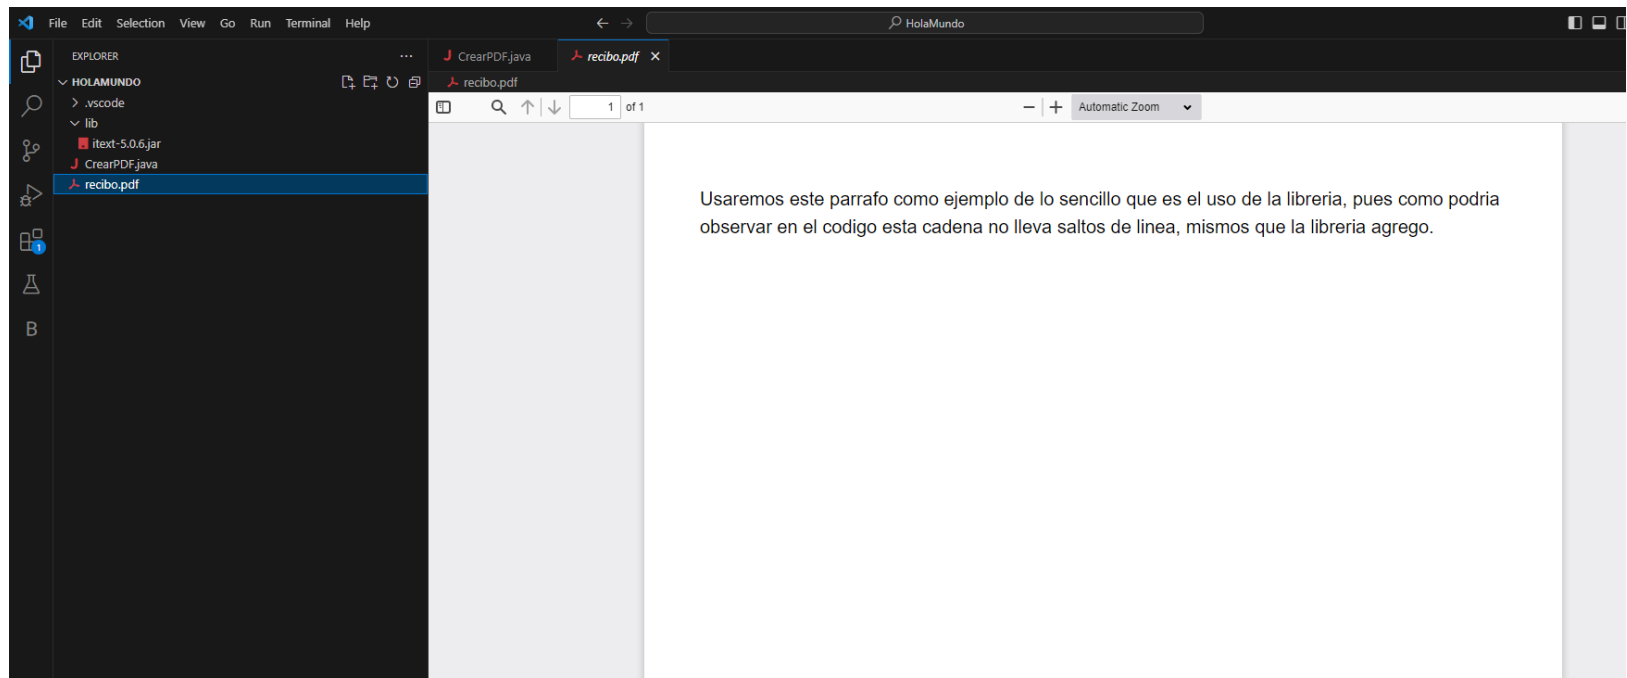 File Edit Selection View Go Run Terminal Help
HolaMundo
EXPLORER
HOLAMUNDO
.vscode
lib
itext-5.0.6.jar
J CrearPDF.java
recibo.pdf
B
1
J CrearPDF.java recibo.pdf
recibo.pdf
1 of 1 Automatic Zoom
Usaremos este parrafo como ejemplo de lo sencillo que es el uso de la libreria, pues como podria
observar en el codigo esta cadena no lleva saltos de linea, mismos que la libreria agrego.